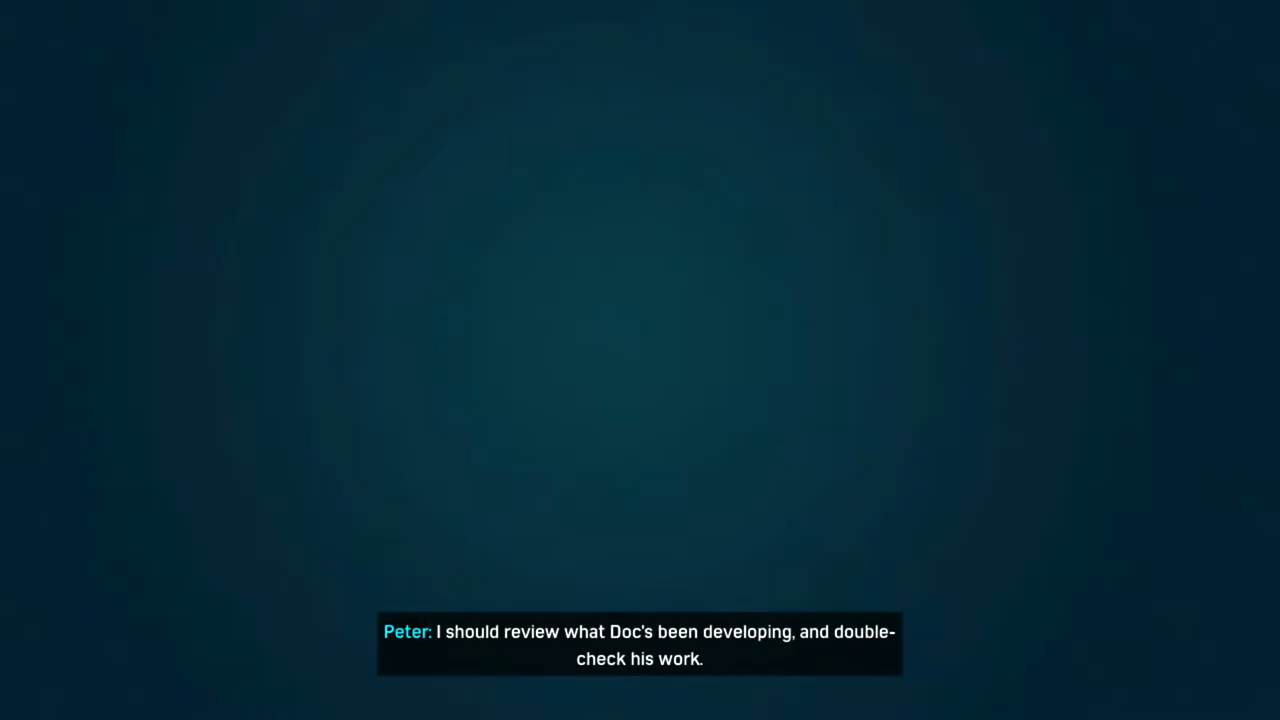 Peter: I should review what Doc's been developing, and double-
check his work.